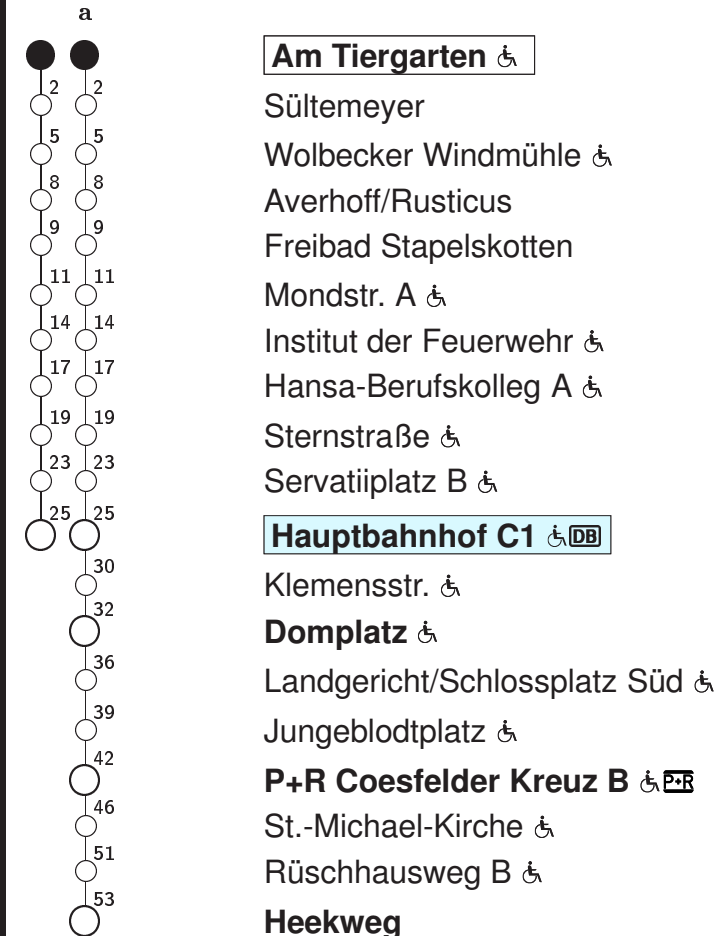 a
Am Tiergarten
2 2 Sültemeyer
5 5 Wolbecker Windmühle
8 8 Averhoff/Rusticus
9 9 Freibad Stapelskotten
11 11 Mondstr. A
14 14 Institut der Feuerwehr
17 17 Hansa-Berufskolleg A
19 19 Sternstraße
23 23 Servatiiplatz B
25 25 Hauptbahnhof C1 DB
30 Klemensstr.
32 Domplatz
36 Landgericht/Schlossplatz Süd
39 Jungeblodtplatz
42 P+R Coesfelder Kreuz B P+R
46 St.-Michael-Kirche
51 Rüschhausweg B
53 Heekweg